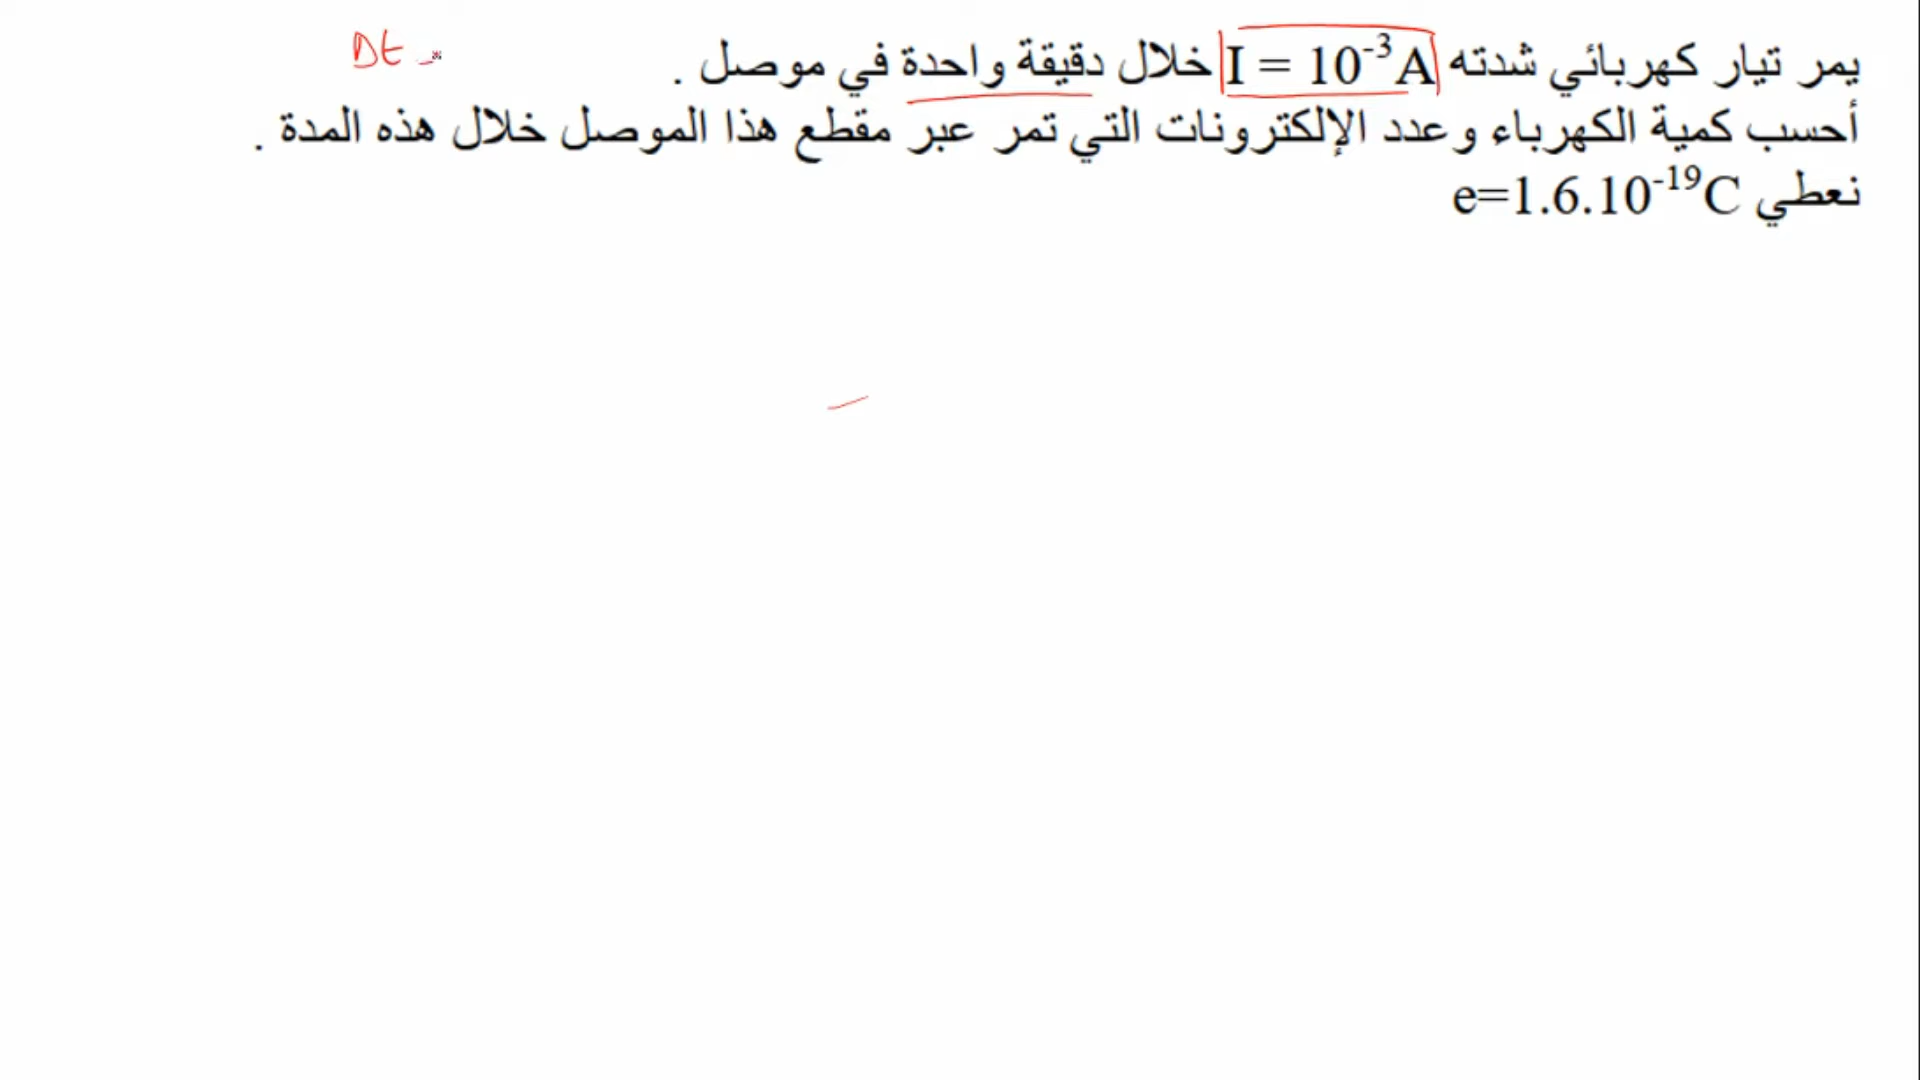 يمر تيار كهربائي شدته I = 10⁻³A خلال دقيقة واحدة في موصل .
Δt -
أحسب كمية الكهرباء وعدد الإلكترونات التي تمر عبر مقطع هذا الموصل خلال هذه المدة .
نعطي e=1.6.10⁻¹⁹C